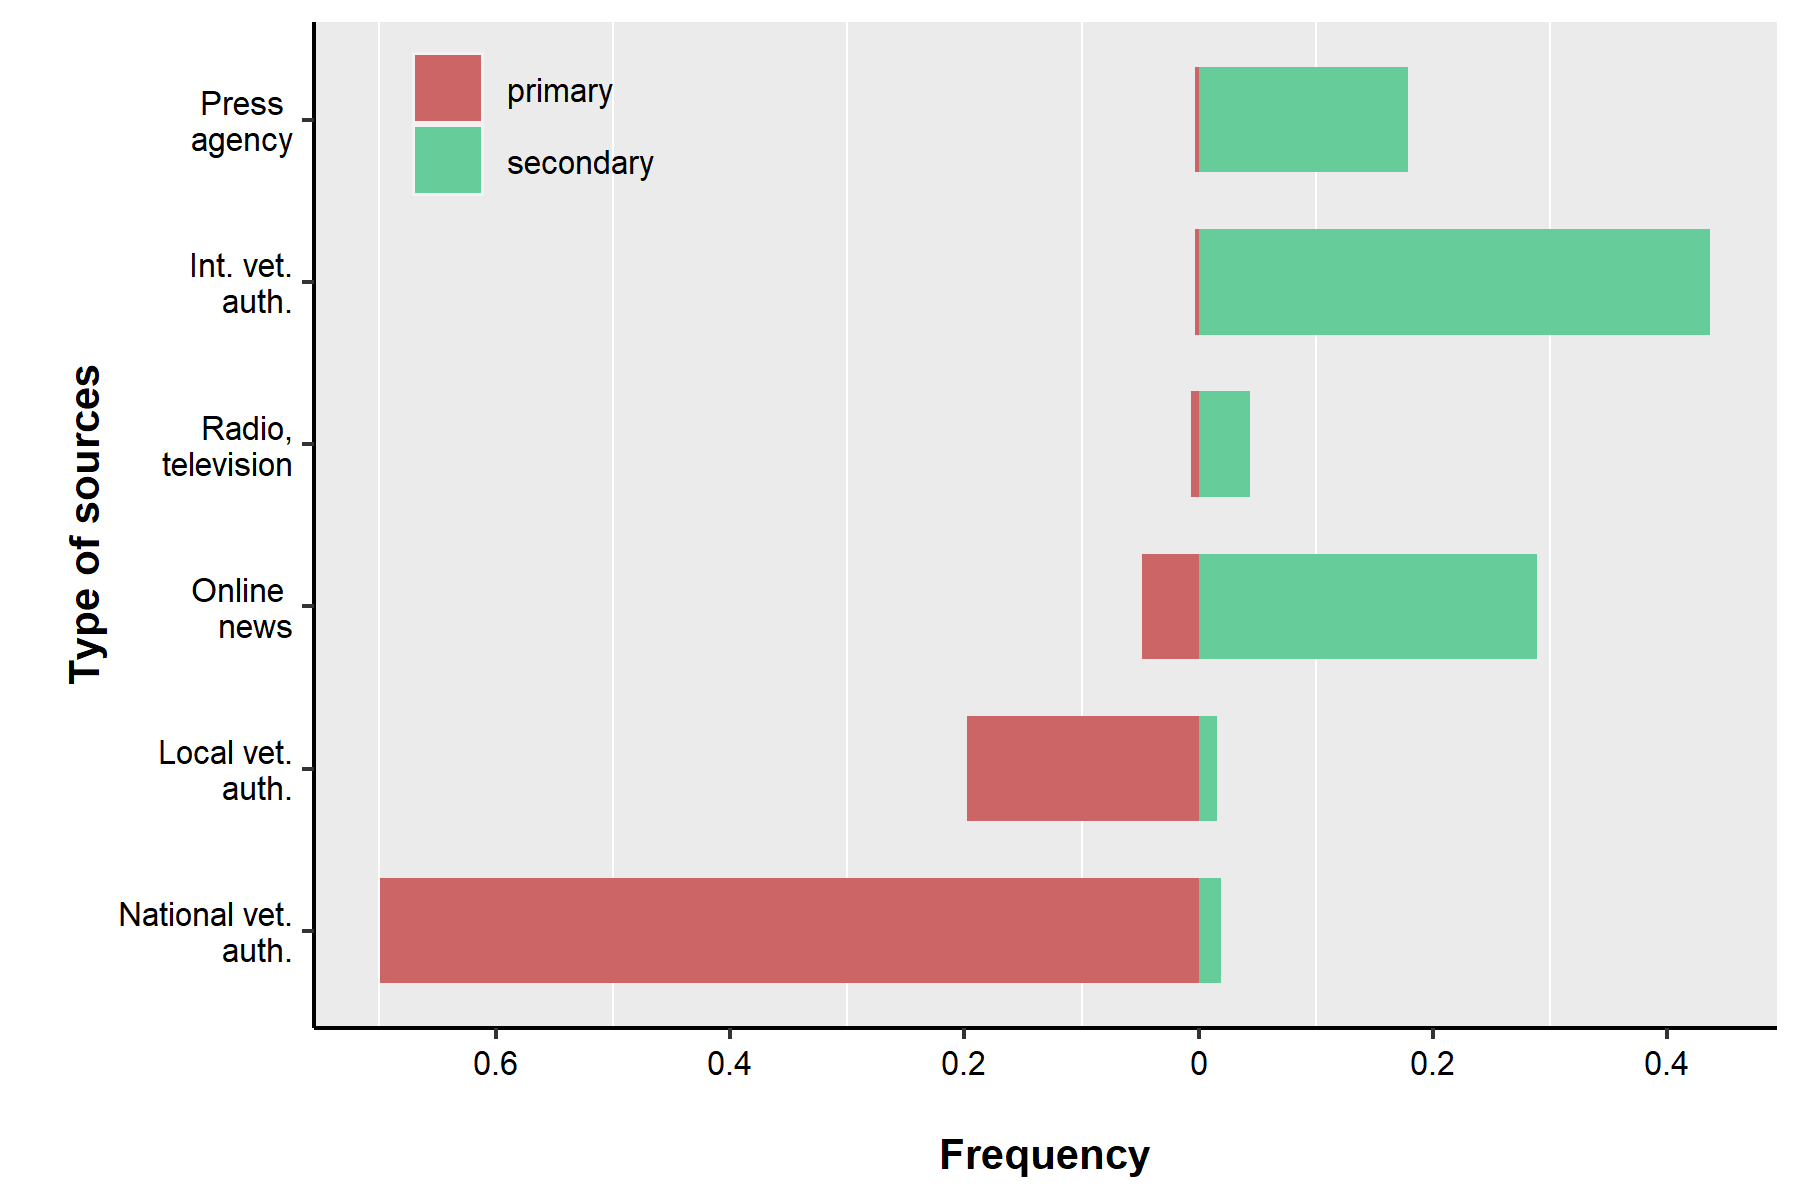 primary
secondary
Press
agency
Int. vet.
auth.
Radio,
television
Online
news
Local vet.
auth.
National vet.
auth.
Type of sources
0.6
0.4
0.2
0
0.2
0.4
Frequency